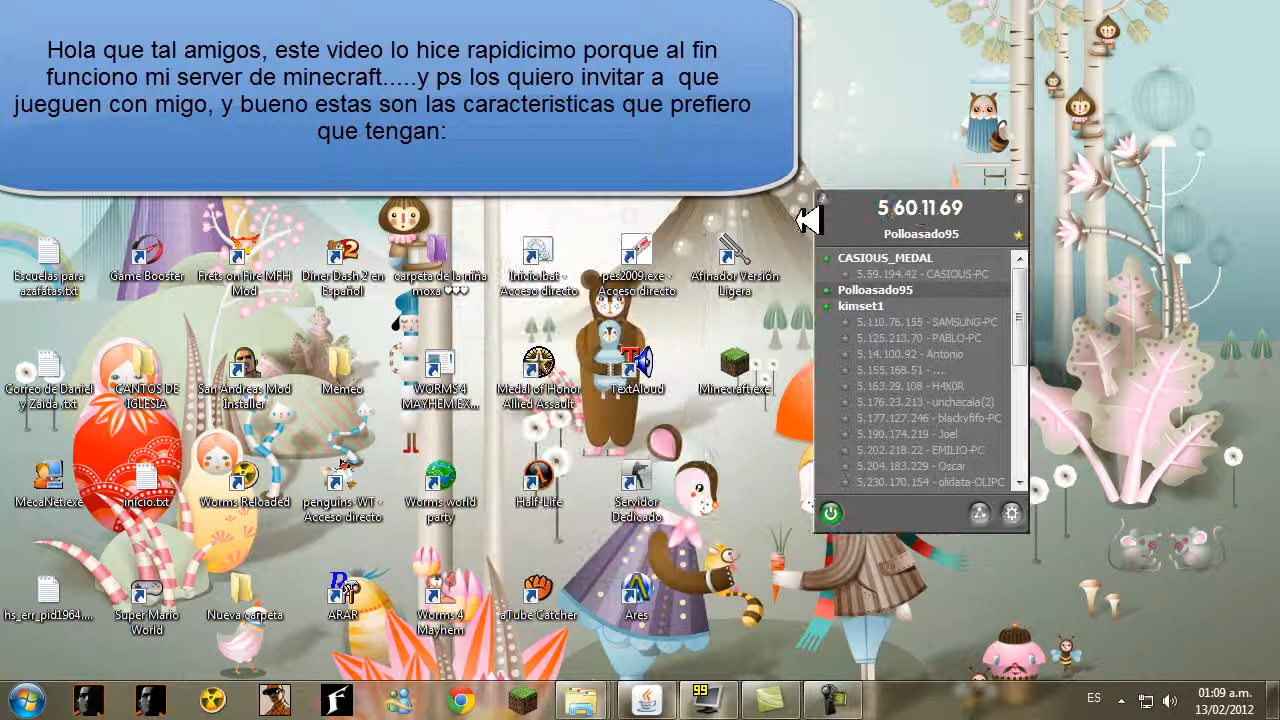 Hola que tal amigos, este video lo hice rapidicimo porque al fin
funciono mi server de minecraft.....y ps los quiero invitar a  que
jueguen con migo, y bueno estas son las caracteristicas que prefiero
que tengan:
5.60.11.69
Polloasado95
CASIOUS_MEDAL
5.59.194.42 - CASIOUS-PC
Polloasado95
kimset1
5.110.76.155 - SAMSUNG-PC
5.125.213.70 - PABLO-PC
5.14.100.92 - Antonio
5.155.168.51 - ....
5.163.29.108 - H4X0R
5.176.23.213 - unchacala(2)
5.177.127.246 - blackyfifo-PC
5.190.174.219 - Joel
5.202.218.22 - EMILIO-PC
5.204.183.229 - Oscar
5.230.170.154 - olidata-OLIPC
Escuelas para
azafatas.txt
Game Booster
Frets on Fire MFH
Mod
Diner Dash 2 en
Español
carpeta de la niña
moxa ♥♥♥
Inicio.bat -
Acceso directo
pes2009.exe -
Acceso directo
Afinador Versión
Ligera
Correo de Daniel
y Zaida .txt
CANTOS DE
IGLESIA
San Andreas Mod
Installer
Memeo
WORMS 4
MAYHEM.EX...
Medal of Honor
Allied Assault
TextAloud
Minecraft.exe
MecaNet.exe
inicio.txt
Worms Reloaded
penguins-WT -
Acceso directo
Worms world
party
Half-Life
Servidor
Dedicado
hs_err_pid1964....
Super Mario
World
Nueva carpeta
ARAR
Worms 4
Mayhem
aTube Catcher
Ares
99
ES
01:09 a.m.
13/02/2012